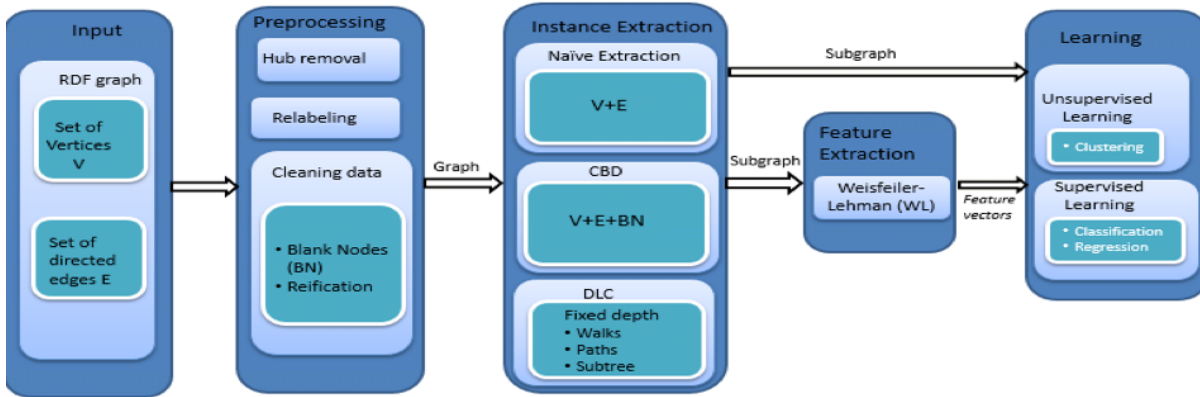 Input
RDF graph
Set of
Vertices
V
Set of
directed
edges E
Preprocessing
Hub removal
Relabeling
Cleaning data
• Blank Nodes
(BN)
• Reification
Graph
Instance Extraction
Naïve Extraction
V+E
CBD
V+E+BN
DLC
Fixed depth
• Walks
• Paths
• Subtree
Subgraph
Subgraph
Feature
Extraction
Weisfeiler-
Lehman (WL)
Feature
vectors
Learning
Unsupervised
Learning
• Clustering
Supervised
Learning
• Classification
• Regression